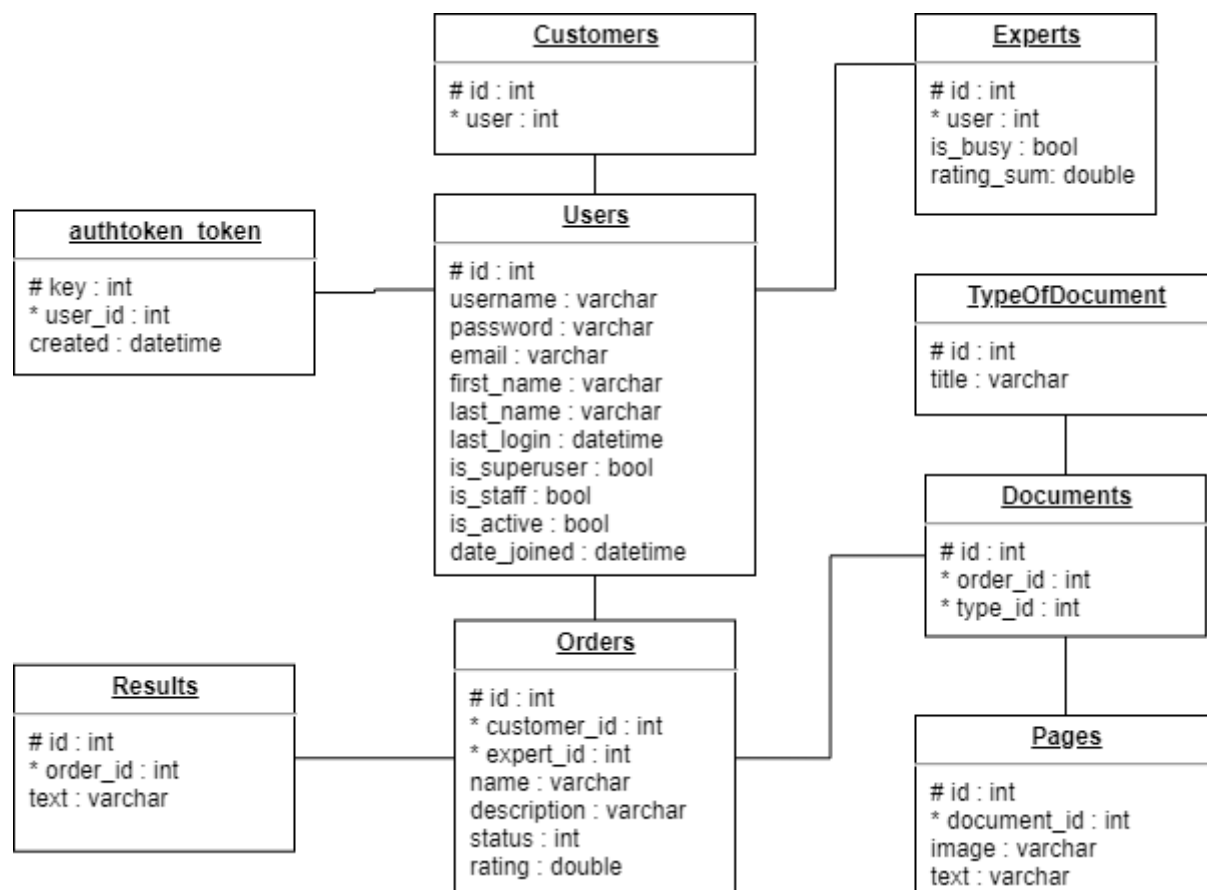 Customers
# id : int
* user : int
Experts
# id : int
* user : int
is_busy : bool
rating_sum: double
authtoken_token
# key : int
* user_id : int
created : datetime
Users
# id : int
username : varchar
password : varchar
email : varchar
first_name : varchar
last_name : varchar
last_login : datetime
is_superuser : bool
is_staff : bool
is_active : bool
date_joined : datetime
TypeOfDocument
# id : int
title : varchar
Documents
# id : int
* order_id : int
* type_id : int
Results
# id : int
* order_id : int
text : varchar
Orders
# id : int
* customer_id : int
* expert_id : int
name : varchar
description : varchar
status : int
rating : double
Pages
# id : int
* document_id : int
image : varchar
text : varchar